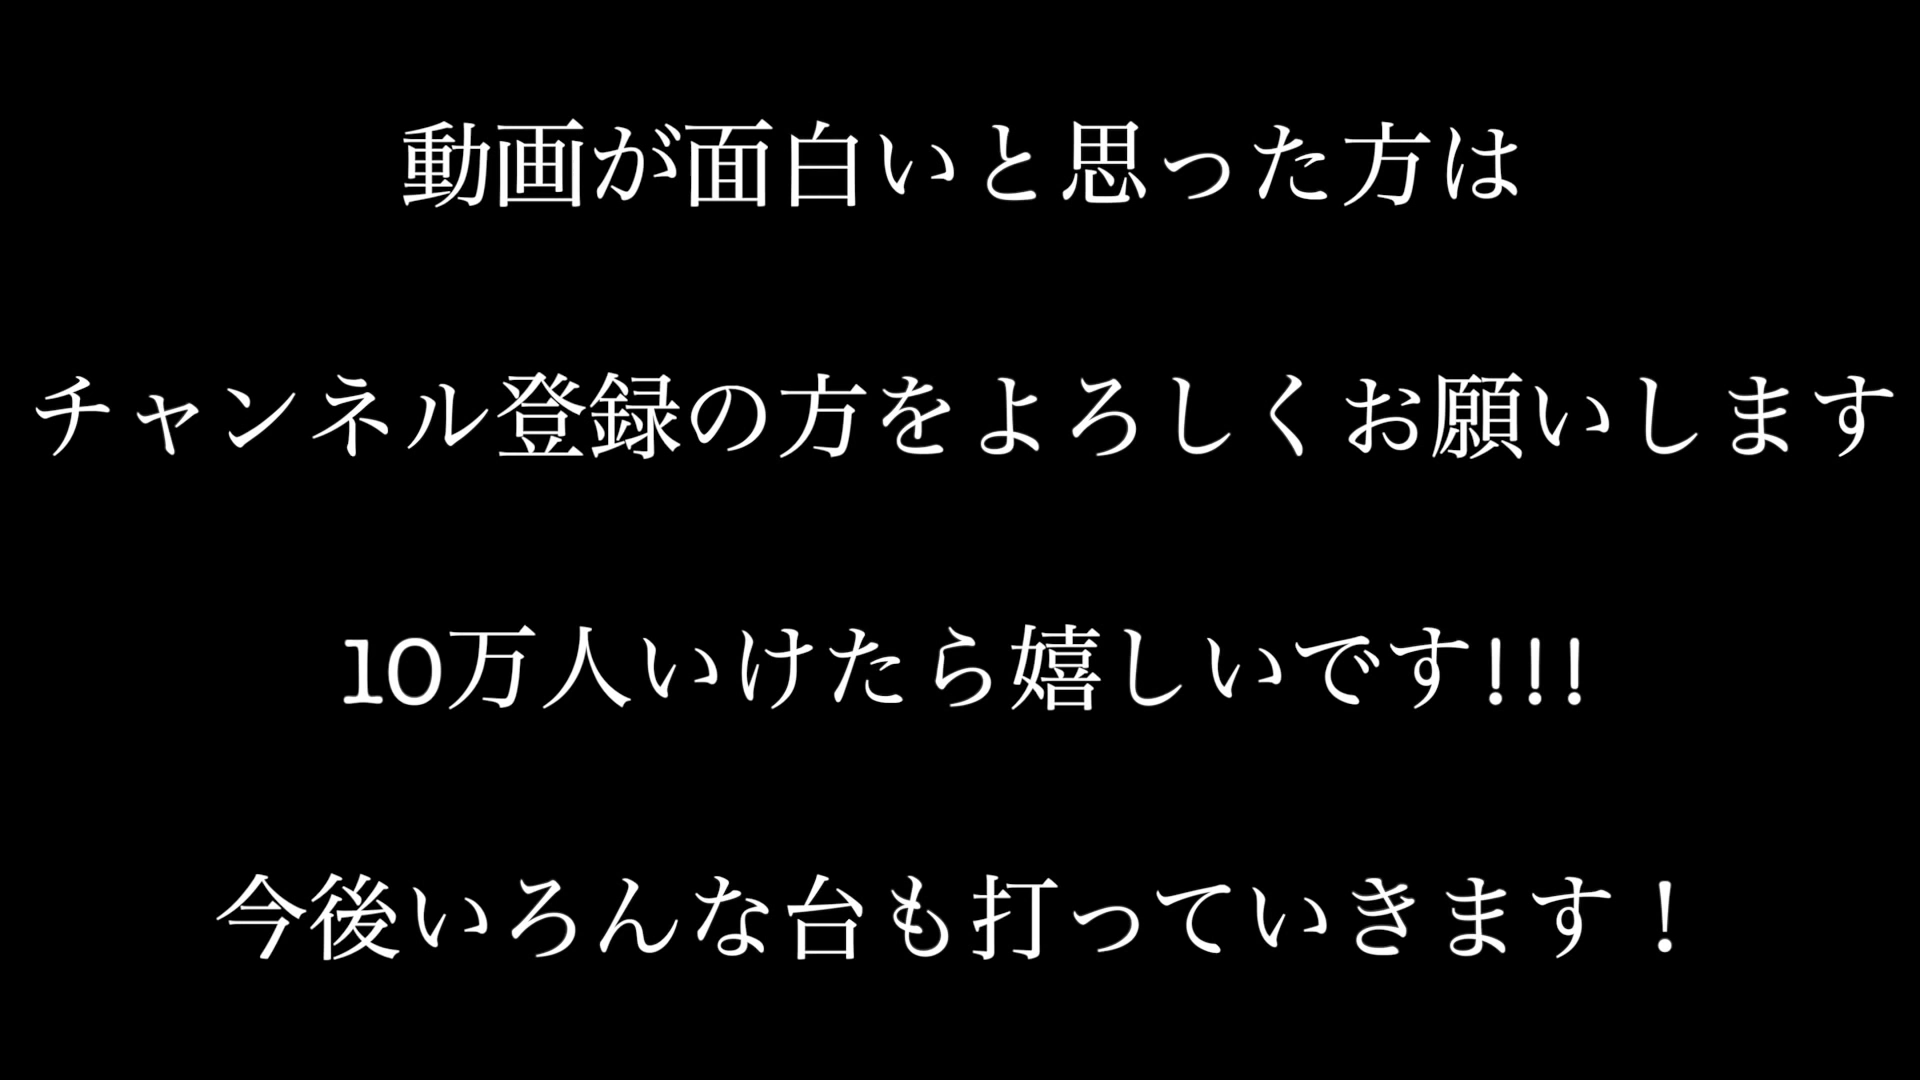 動画が面白いと思った方は
チャンネル登録の方をよろしくお願いします
10万人いけたら嬉しいです!!!
今後いろんな台も打っていきます！